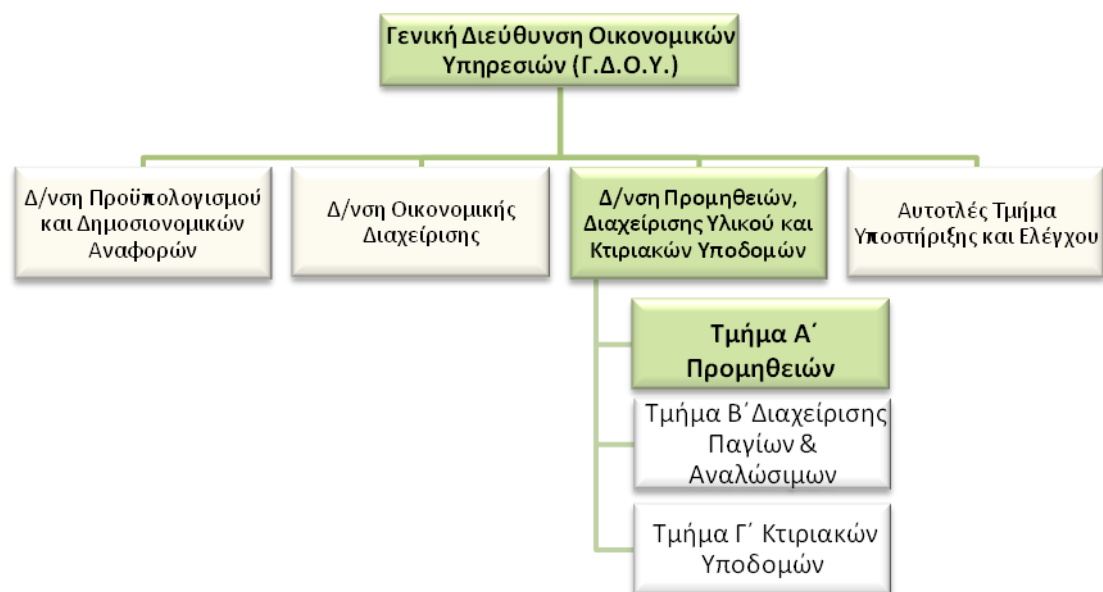 Γενική Διεύθυνση Οικονομικών
Υπηρεσιών (Γ.Δ.Ο.Υ.)
Δ/νση Προϋπολογισμού
και Δημοσιονομικών
Αναφορών
Δ/νση Οικονομικής
Διαχείρισης
Δ/νση Προμηθειών,
Διαχείρισης Υλικού και
Κτιριακών Υποδομών
Αυτοτλές Τμήμα
Υποστήριξης και Ελέγχου
Τμήμα Α΄
Προμηθειών
Τμήμα Β΄ Διαχείρισης
Παγίων &
Αναλώσιμων
Τμήμα Γ΄ Κτιριακών
Υποδομών